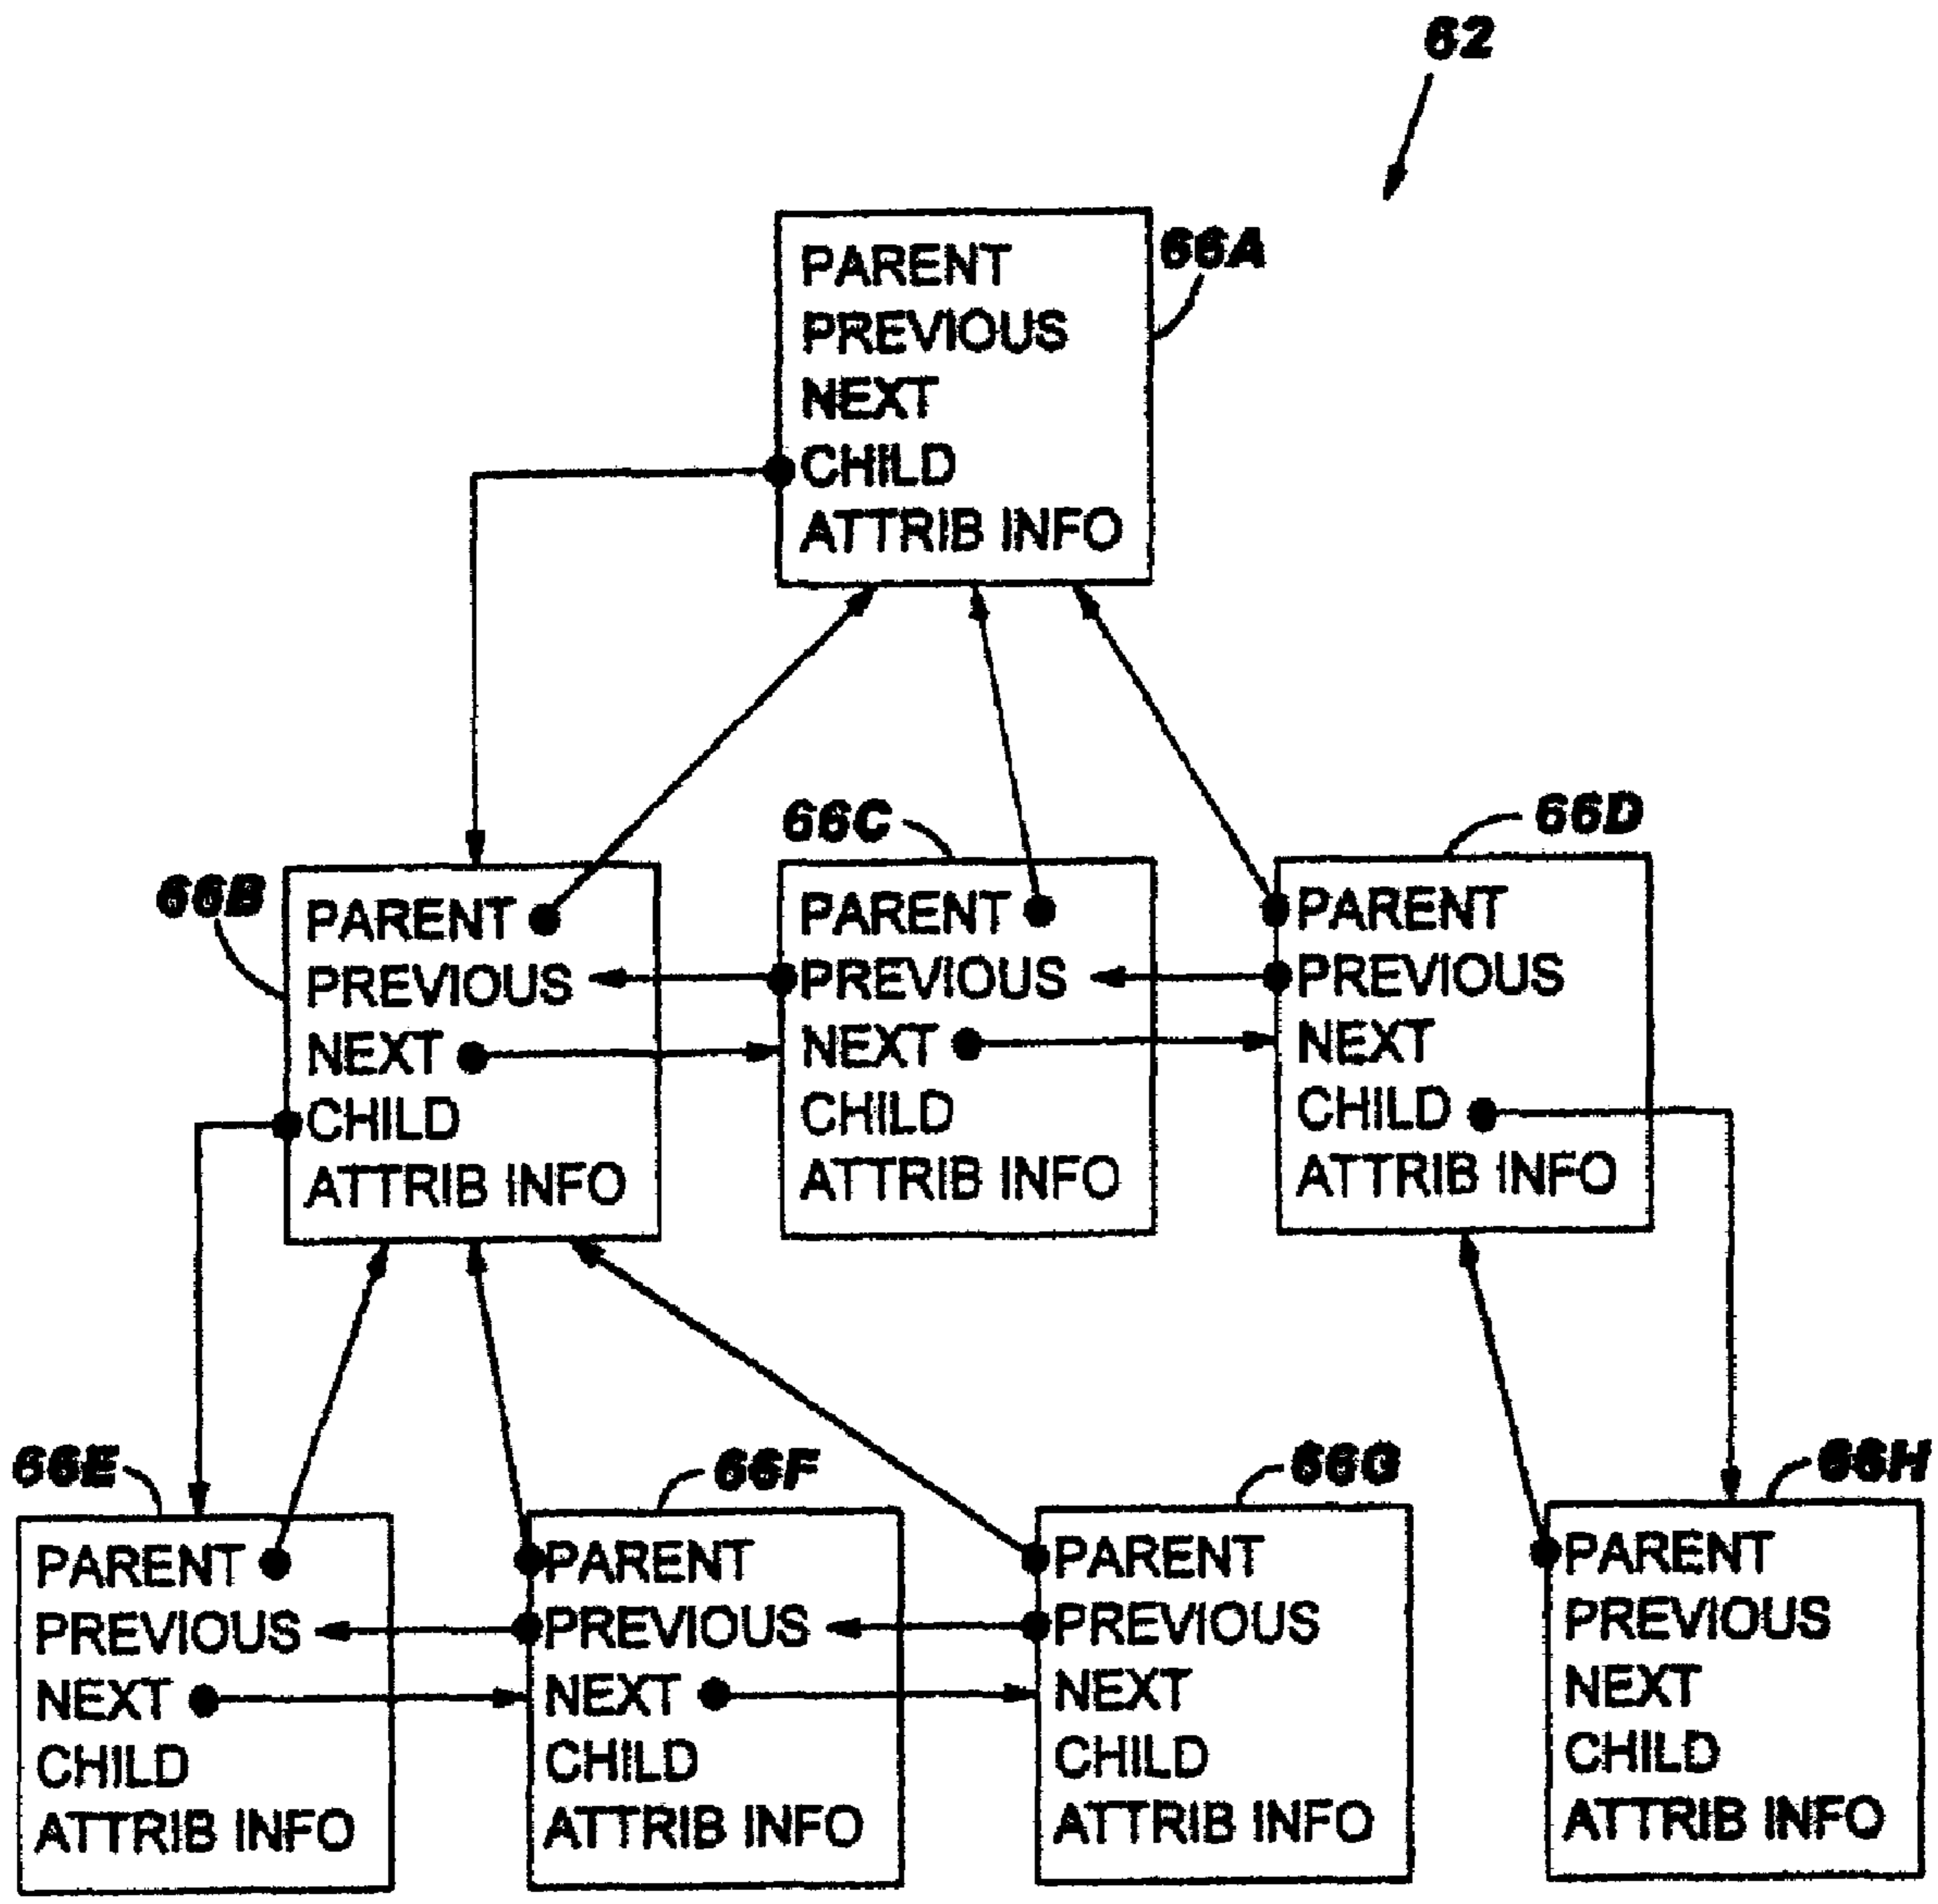 62
66A
PARENT
PREVIOUS
NEXT
CHILD
ATTRIB INFO
66B
PARENT
PREVIOUS
NEXT
CHILD
ATTRIB INFO
66C
PARENT
PREVIOUS
NEXT
CHILD
ATTRIB INFO
66D
PARENT
PREVIOUS
NEXT
CHILD
ATTRIB INFO
66E
PARENT
PREVIOUS
NEXT
CHILD
ATTRIB INFO
66F
PARENT
PREVIOUS
NEXT
CHILD
ATTRIB INFO
66G
PARENT
PREVIOUS
NEXT
CHILD
ATTRIB INFO
66H
PARENT
PREVIOUS
NEXT
CHILD
ATTRIB INFO